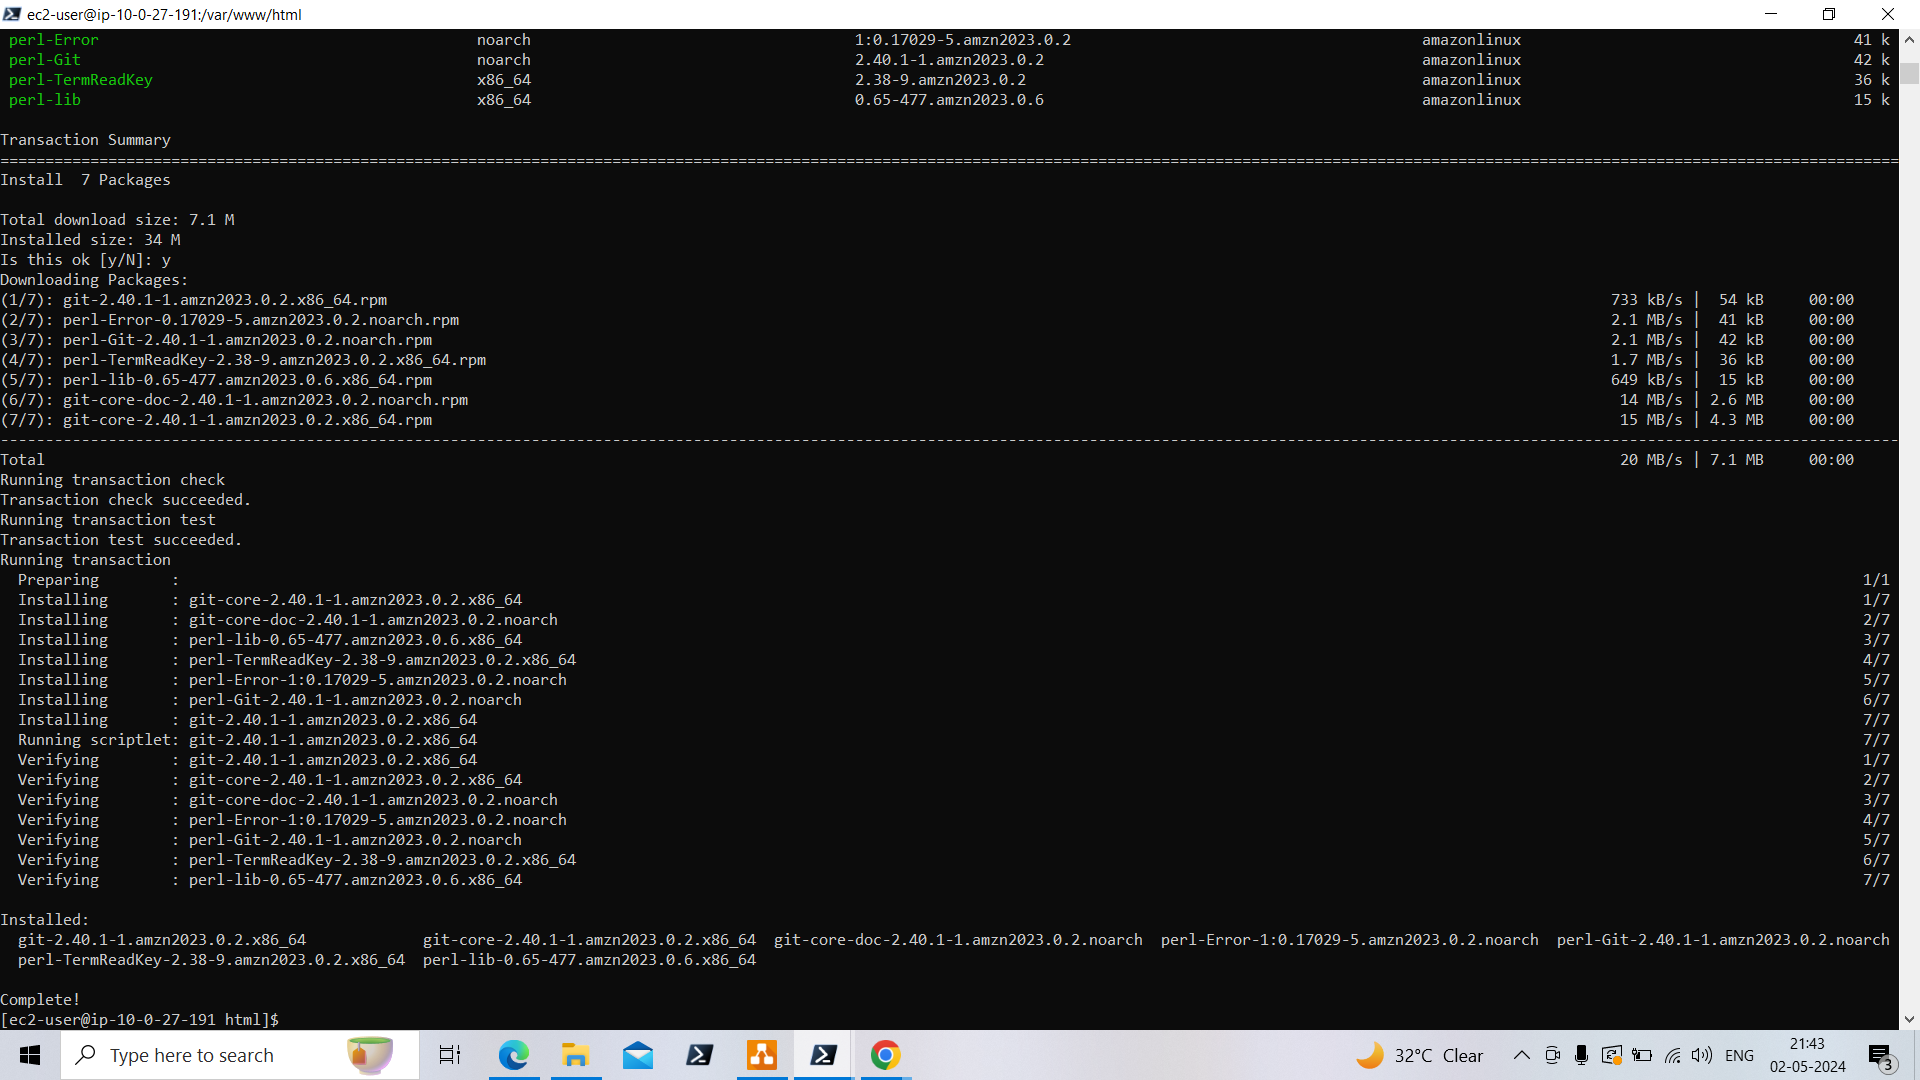 ec2-user@ip-10-0-27-191:/var/www/html
perl-Error noarch 1:0.17029-5.amzn2023.0.2 amazonlinux 41 k
perl-Git noarch 2.40.1-1.amzn2023.0.2 amazonlinux 42 k
perl-TermReadKey x86_64 2.38-9.amzn2023.0.2 amazonlinux 36 k
perl-lib x86_64 0.65-477.amzn2023.0.6 amazonlinux 15 k
Transaction Summary
Install 7 Packages
Total download size: 7.1 M
Installed size: 34 M
Is this ok [y/N]: y
Downloading Packages:
(1/7): git-2.40.1-1.amzn2023.0.2.x86_64.rpm 733 kB/s | 54 kB 00:00
(2/7): perl-Error-0.17029-5.amzn2023.0.2.noarch.rpm 2.1 MB/s | 41 kB 00:00
(3/7): perl-Git-2.40.1-1.amzn2023.0.2.noarch.rpm 2.1 MB/s | 42 kB 00:00
(4/7): perl-TermReadKey-2.38-9.amzn2023.0.2.x86_64.rpm 1.7 MB/s | 36 kB 00:00
(5/7): perl-lib-0.65-477.amzn2023.0.6.x86_64.rpm 649 kB/s | 15 kB 00:00
(6/7): git-core-doc-2.40.1-1.amzn2023.0.2.noarch.rpm 14 MB/s | 2.6 MB 00:00
(7/7): git-core-2.40.1-1.amzn2023.0.2.x86_64.rpm 15 MB/s | 4.3 MB 00:00
Total 20 MB/s | 7.1 MB 00:00
Running transaction check
Transaction check succeeded.
Running transaction test
Transaction test succeeded.
Running transaction
Preparing : 1/1
Installing : git-core-2.40.1-1.amzn2023.0.2.x86_64 1/7
Installing : git-core-doc-2.40.1-1.amzn2023.0.2.noarch 2/7
Installing : perl-lib-0.65-477.amzn2023.0.6.x86_64 3/7
Installing : perl-TermReadKey-2.38-9.amzn2023.0.2.x86_64 4/7
Installing : perl-Error-1:0.17029-5.amzn2023.0.2.noarch 5/7
Installing : perl-Git-2.40.1-1.amzn2023.0.2.noarch 6/7
Installing : git-2.40.1-1.amzn2023.0.2.x86_64 7/7
Running scriptlet: git-2.40.1-1.amzn2023.0.2.x86_64 7/7
Verifying : git-2.40.1-1.amzn2023.0.2.x86_64 1/7
Verifying : git-core-2.40.1-1.amzn2023.0.2.x86_64 2/7
Verifying : git-core-doc-2.40.1-1.amzn2023.0.2.noarch 3/7
Verifying : perl-Error-1:0.17029-5.amzn2023.0.2.noarch 4/7
Verifying : perl-Git-2.40.1-1.amzn2023.0.2.noarch 5/7
Verifying : perl-TermReadKey-2.38-9.amzn2023.0.2.x86_64 6/7
Verifying : perl-lib-0.65-477.amzn2023.0.6.x86_64 7/7
Installed:
git-2.40.1-1.amzn2023.0.2.x86_64 git-core-2.40.1-1.amzn2023.0.2.x86_64 git-core-doc-2.40.1-1.amzn2023.0.2.noarch perl-Error-1:0.17029-5.amzn2023.0.2.noarch perl-Git-2.40.1-1.amzn2023.0.2.noarch
perl-TermReadKey-2.38-9.amzn2023.0.2.x86_64 perl-lib-0.65-477.amzn2023.0.6.x86_64
Complete!
[ec2-user@ip-10-0-27-191 html]$
Type here to search
32°C Clear
ENG
21:43
02-05-2024
3